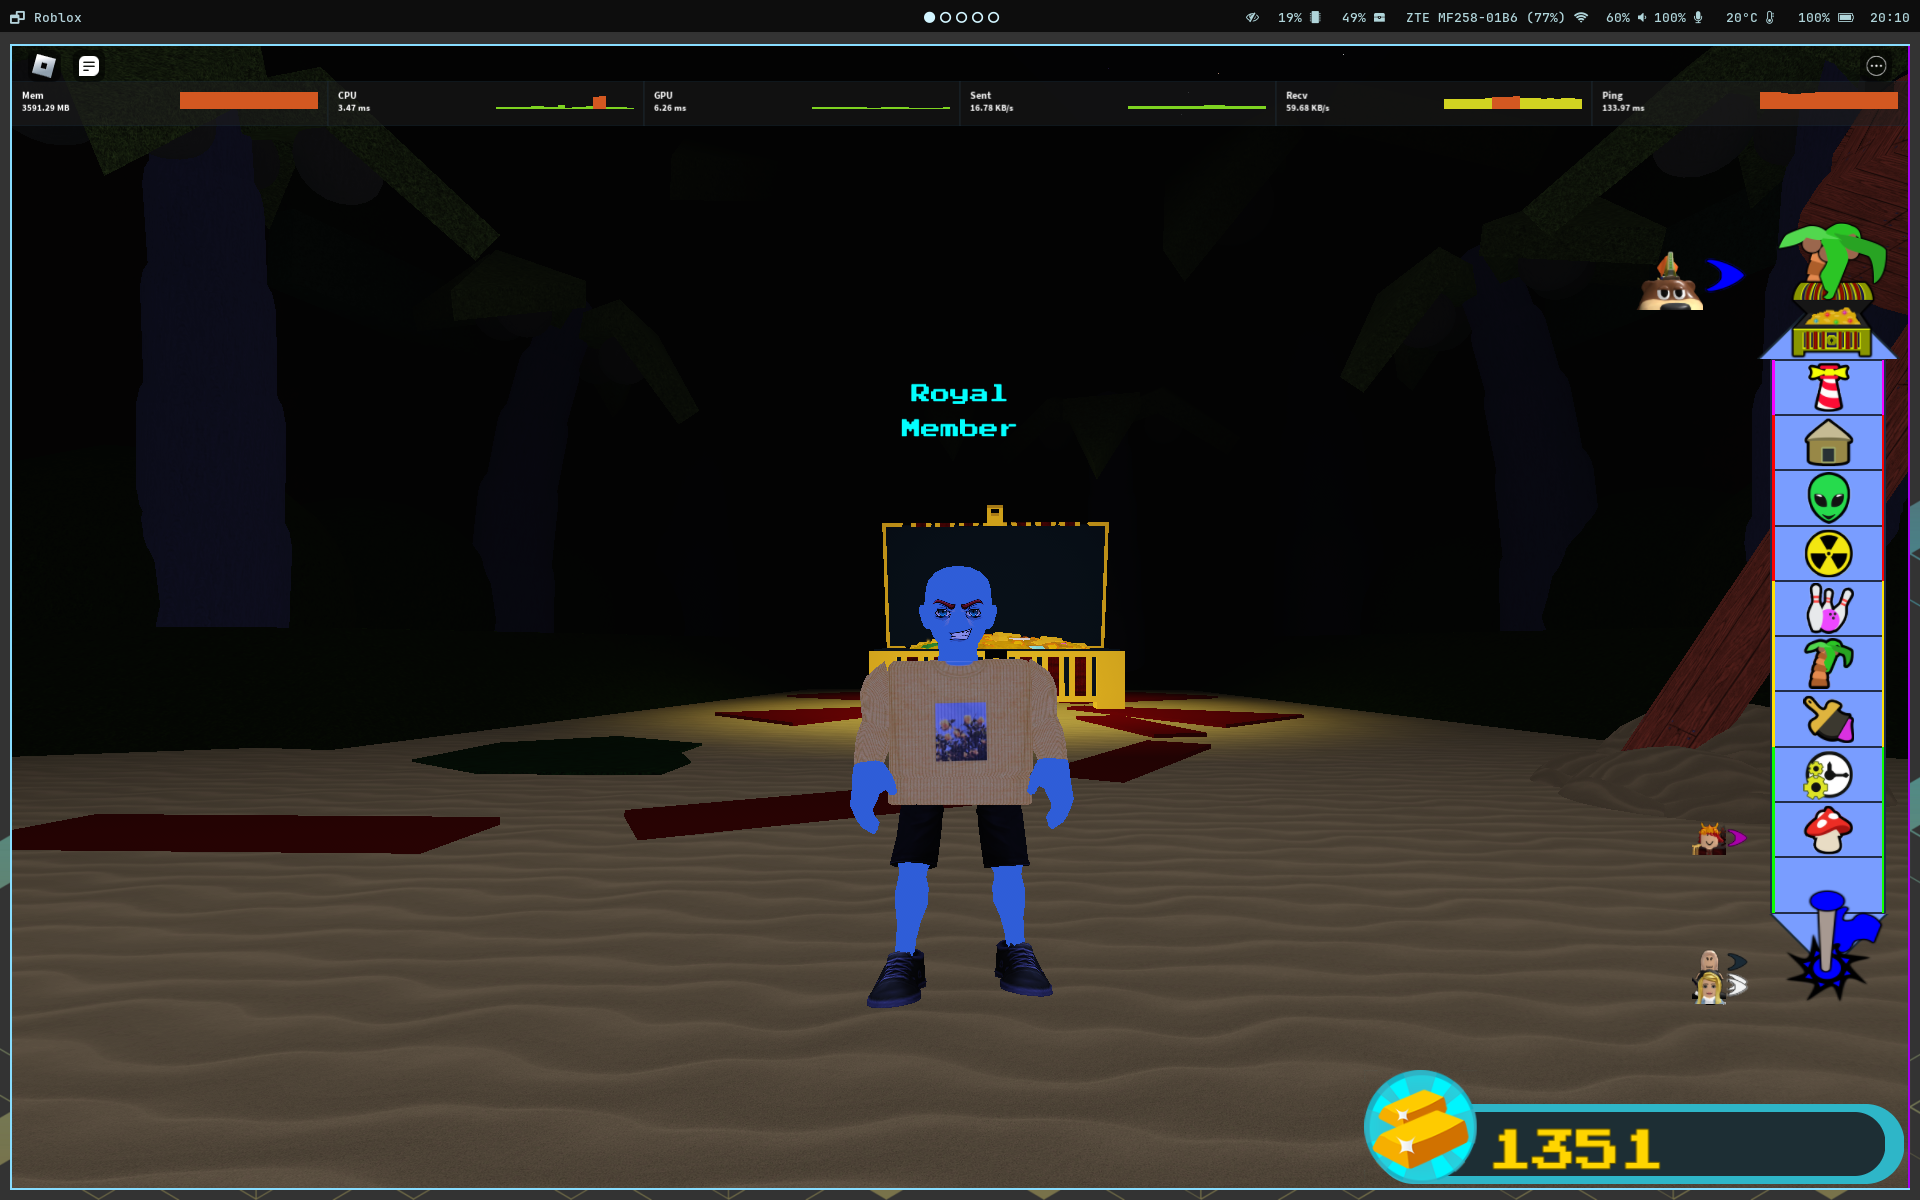 Roblox
19%
49%
ZTE MF258-01B6 (77%)
60%
100%
20°C
100%
20:10
Mem
3591.29 MB
CPU
3.47 ms
GPU
6.26 ms
Sent
16.78 KB/s
Recv
59.68 KB/s
Ping
133.97 ms
Royal
Member
1351